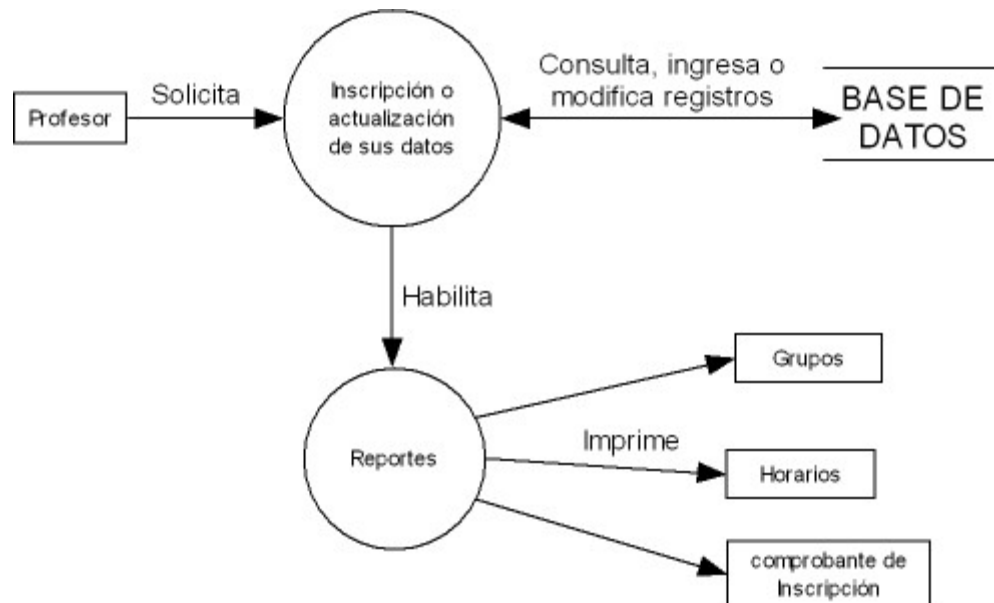 Profesor
Solicita
Inscripción o
actualización
de sus datos
Consulta, ingresa o
modifica registros
BASE DE
DATOS
Habilita
Reportes
Imprime
Grupos
Horarios
comprobante de
Inscripción